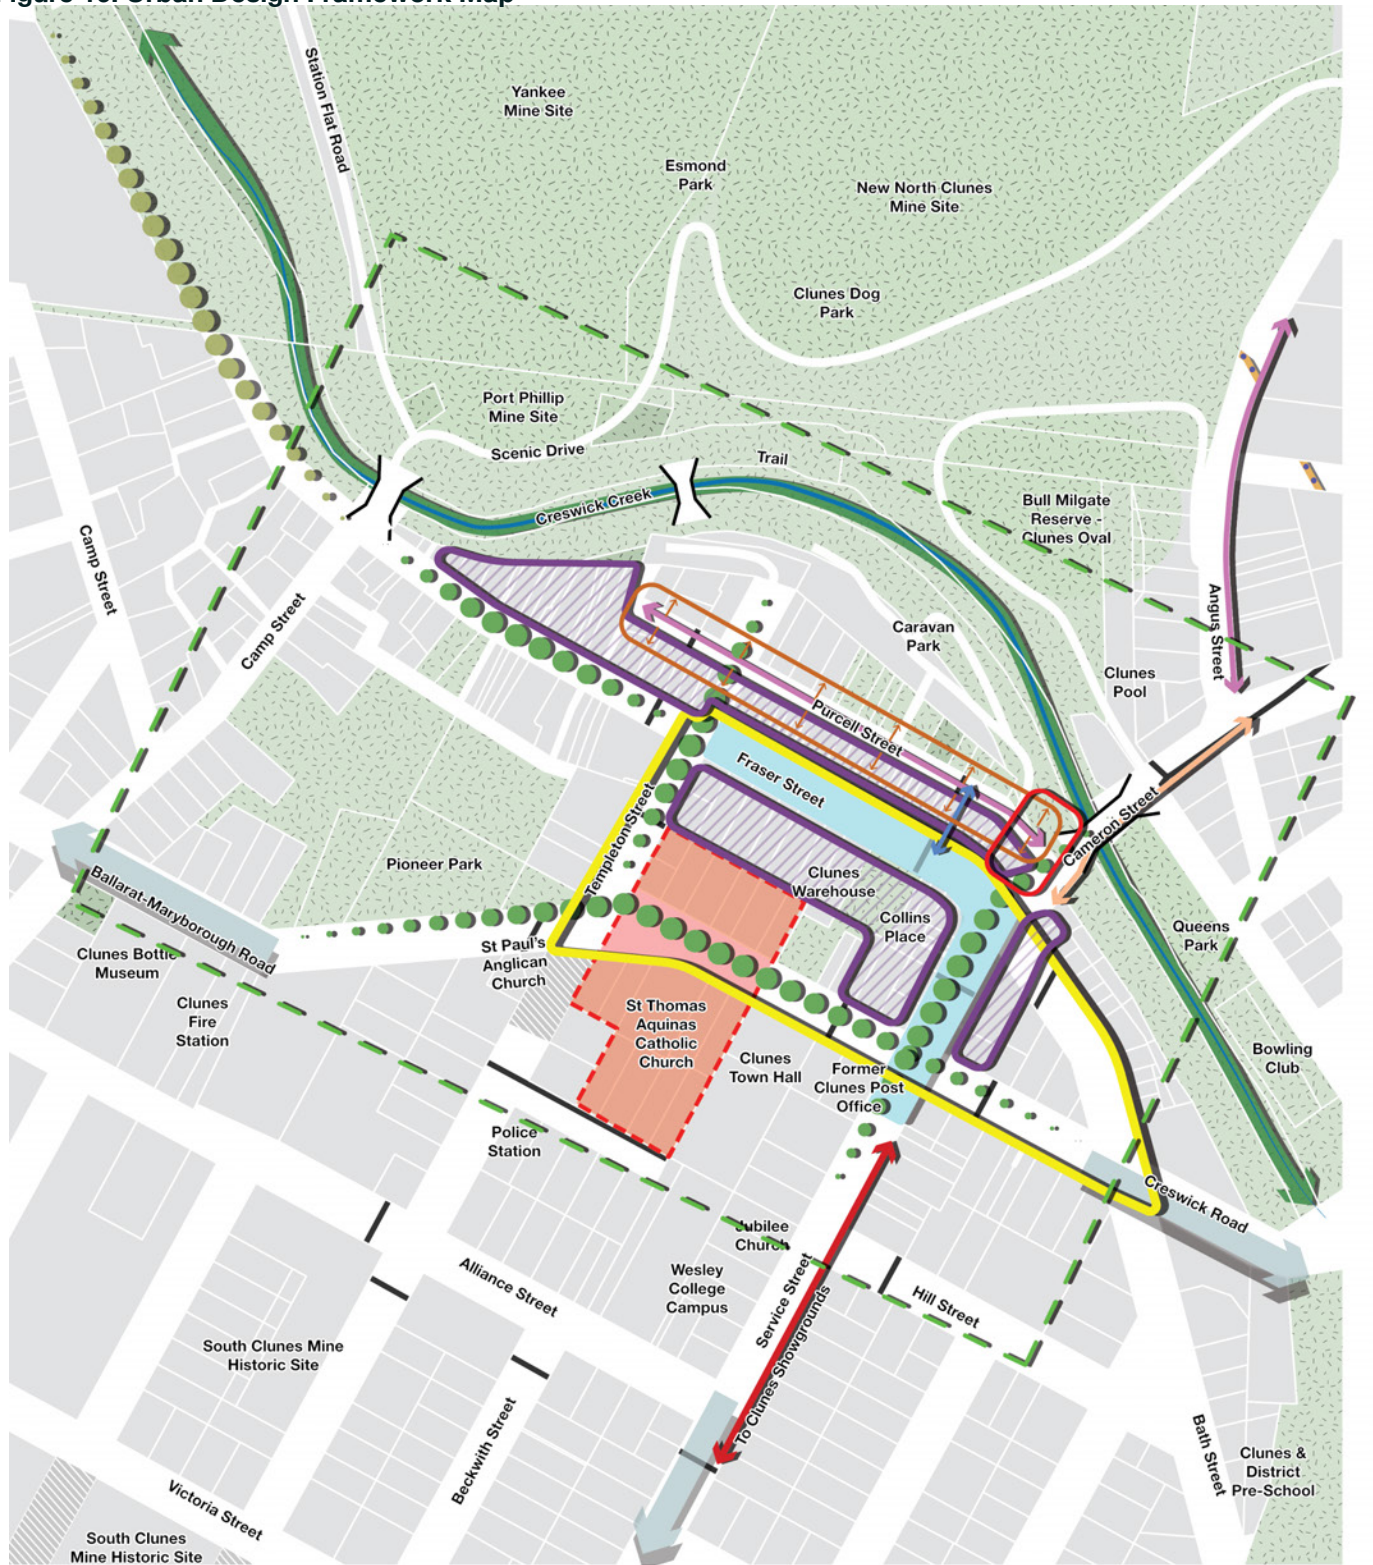 Figure 16: Urban Design Framework Map
Station Flat Road
Yankee
Mine Site
Esmond
Park
New North Clunes
Mine Site
Clunes Dog
Park
Port Phillip
Mine Site
Scenic Drive
Trail
Creswick Creek
Bull Milgate
Reserve -
Clunes Oval
Camp Street
Camp Street
Angus Street
Caravan
Park
Clunes
Pool
Purcell Street
Fraser Street
Templeton Street
Cameron Street
Pioneer Park
Clunes
Warehouse
Collins
Place
Ballarat-Maryborough Road
Queens
Park
St Paul's
Anglican
Church
Clunes Bottle
Museum
Clunes
Fire
Station
St Thomas
Aquinas
Catholic
Church
Clunes
Town Hall
Former
Clunes Post
Office
Bowling
Club
Police
Station
Creswick Road
Jubilee
Church
Wesley
College
Campus
Service Street
To Clunes Showgrounds
Hill Street
Alliance Street
South Clunes Mine
Historic Site
Beckwith Street
Bath Street
Clunes &
District
Pre-School
Victoria Street
South Clunes
Mine Historic Site